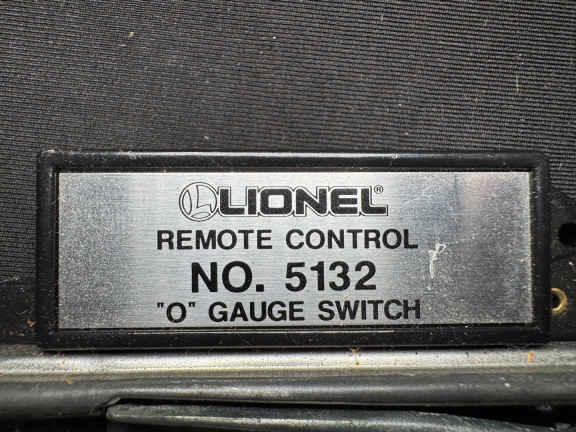 LIONEL®
REMOTE CONTROL
NO. 5132
"O" GAUGE SWITCH